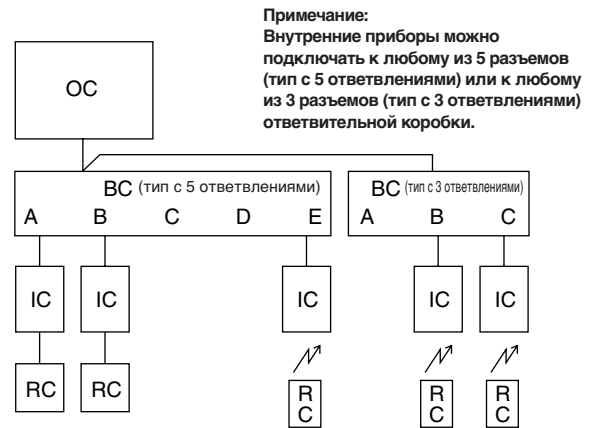 Примечание:
Внутренние приборы можно
подключать к любому из 5 разъемов
(тип с 5 ответвлениями) или к любому
из 3 разъемов (тип с 3 ответвлениями)
ответвительной коробки.
OC
BC (тип с 5 ответвлениями)
A B C D E
BC (тип с 3 ответвлениями)
A B C
IC IC IC IC IC
RC RC
R
C
R
C
R
C